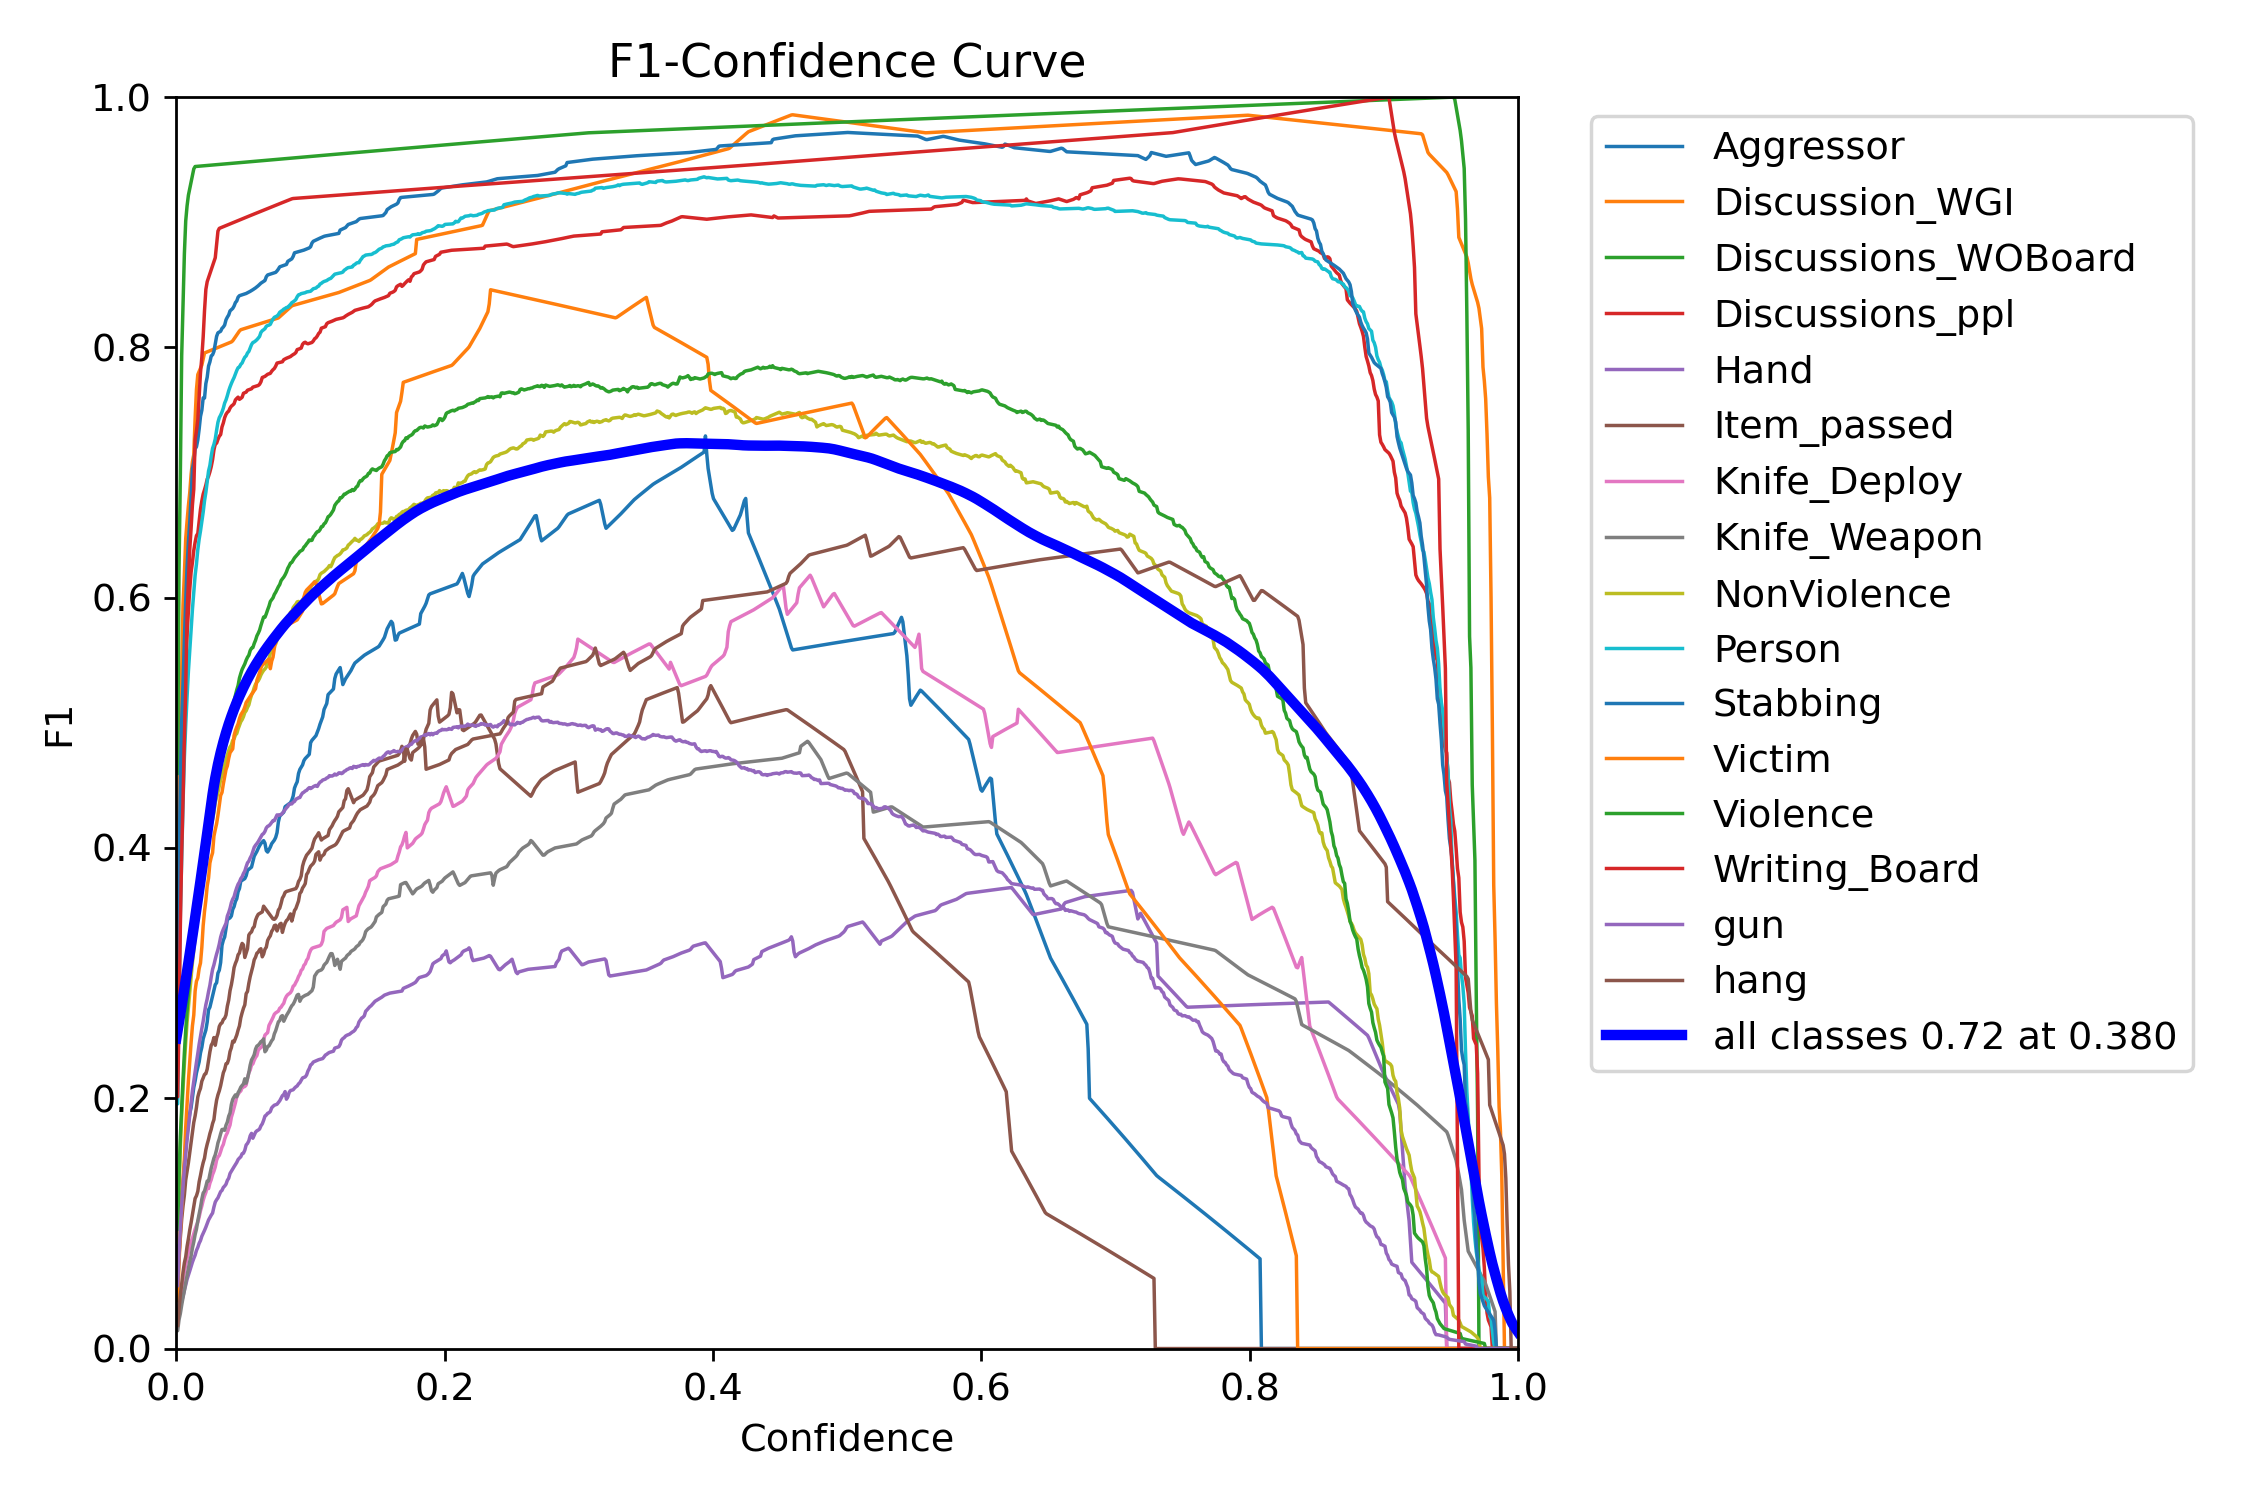 F1-Confidence Curve
1.0
0.8
0.6
0.4
0.2
0.0
F1
0.0 0.2 0.4 0.6 0.8 1.0
Confidence
Aggressor
Discussion_WGI
Discussions_WOBoard
Discussions_ppl
Hand
Item_passed
Knife_Deploy
Knife_Weapon
NonViolence
Person
Stabbing
Victim
Violence
Writing_Board
gun
hang
all classes 0.72 at 0.380